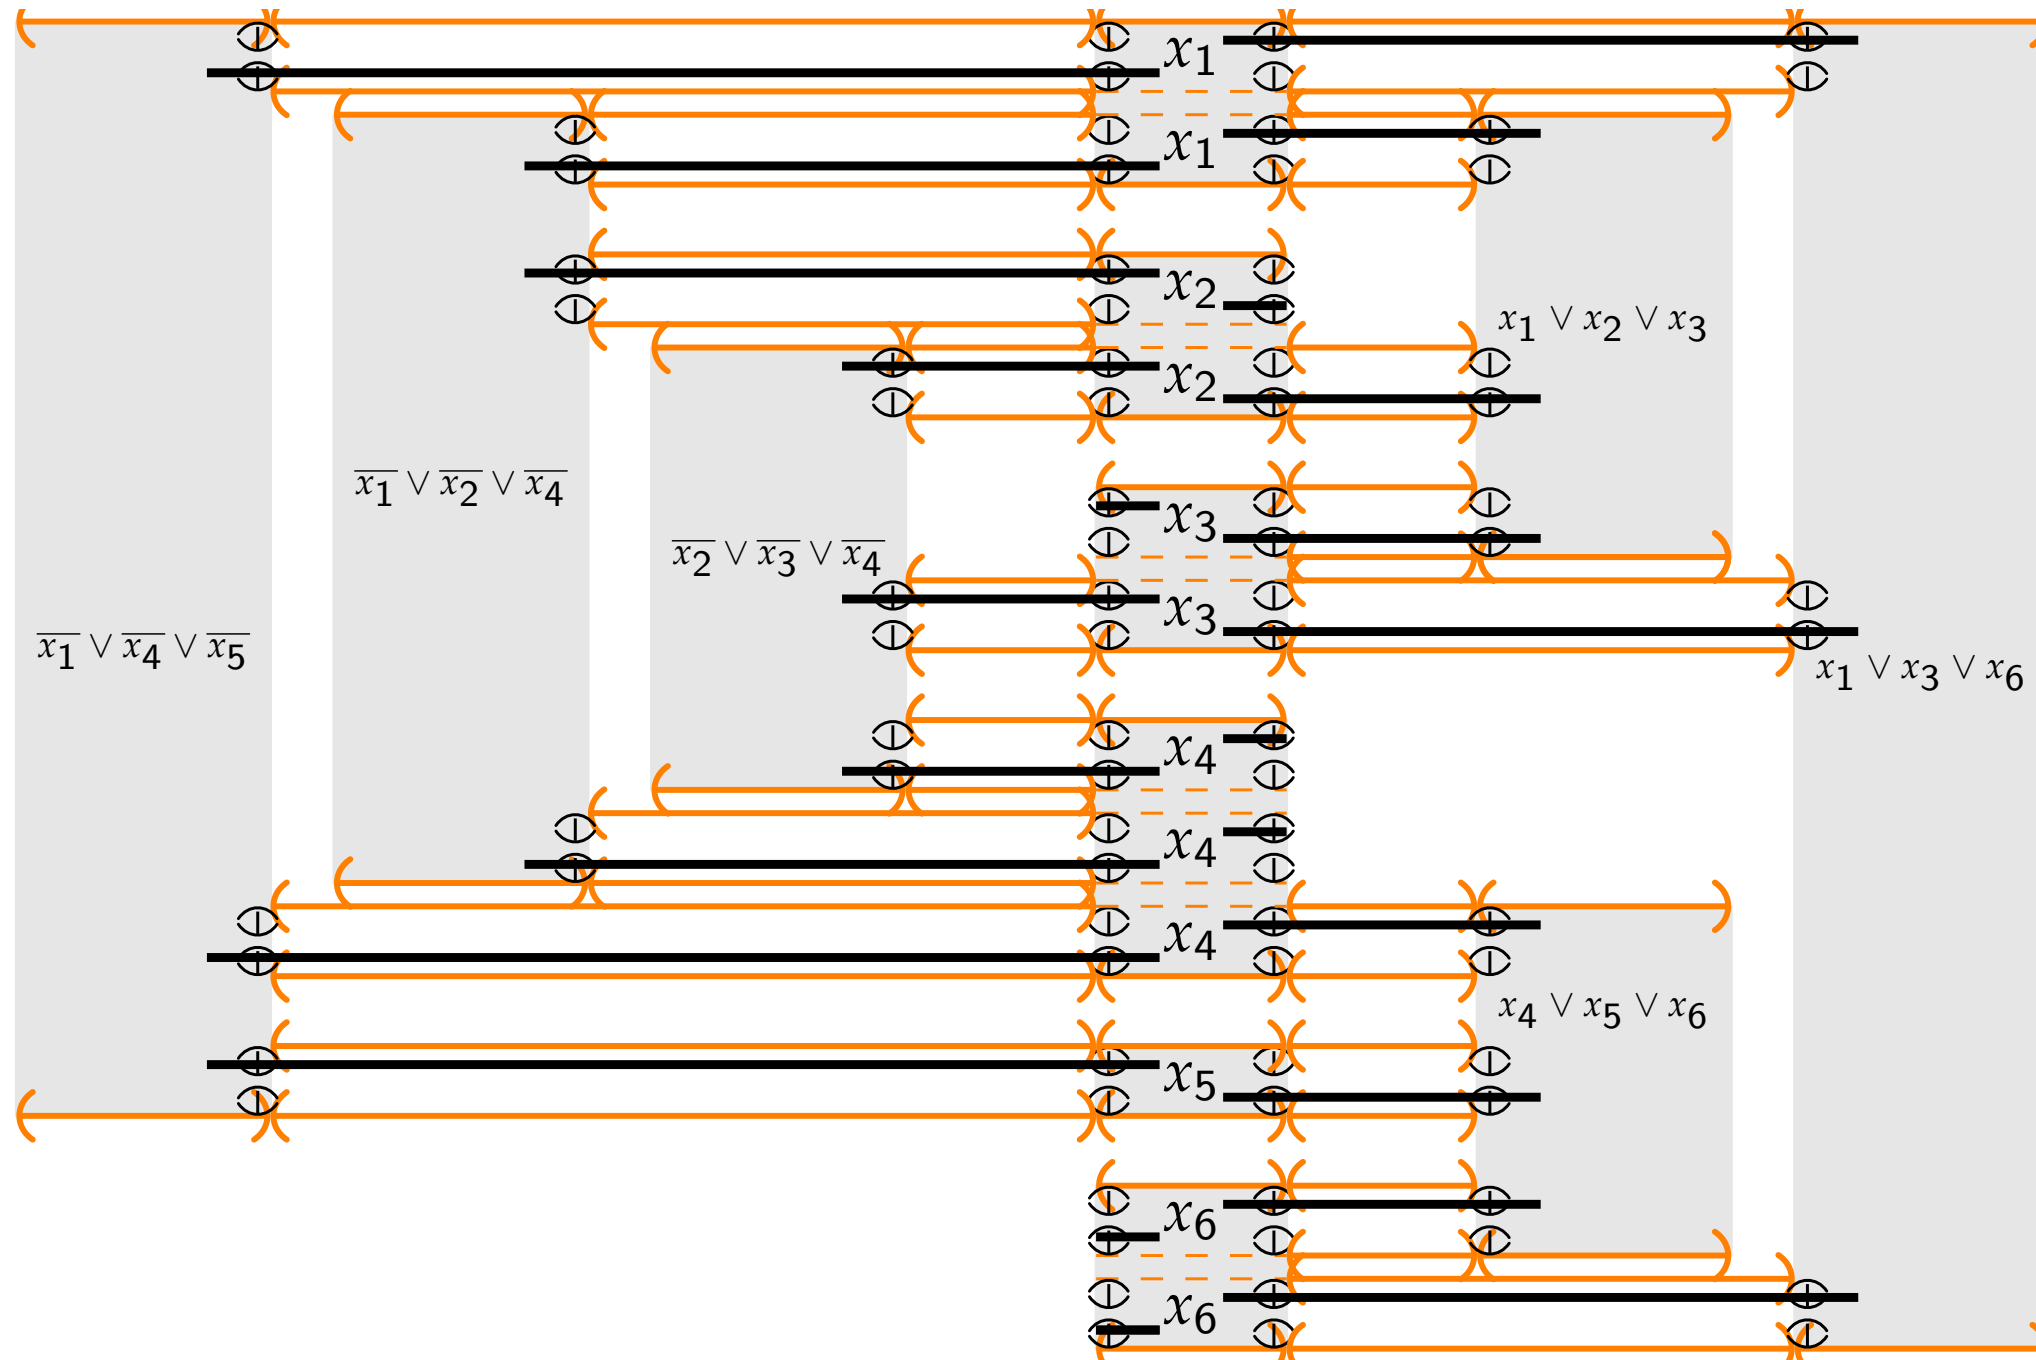 x1
x1
x2
x1 ∨ x2 ∨ x3
x2
x̅1̅ ∨ x̅2̅ ∨ x̅4̅
x3
x̅2̅ ∨ x̅3̅ ∨ x̅4̅
x3
x̅1̅ ∨ x̅4̅ ∨ x̅5̅
x1 ∨ x3 ∨ x6
x4
x4
x4
x4 ∨ x5 ∨ x6
x5
x6
x6